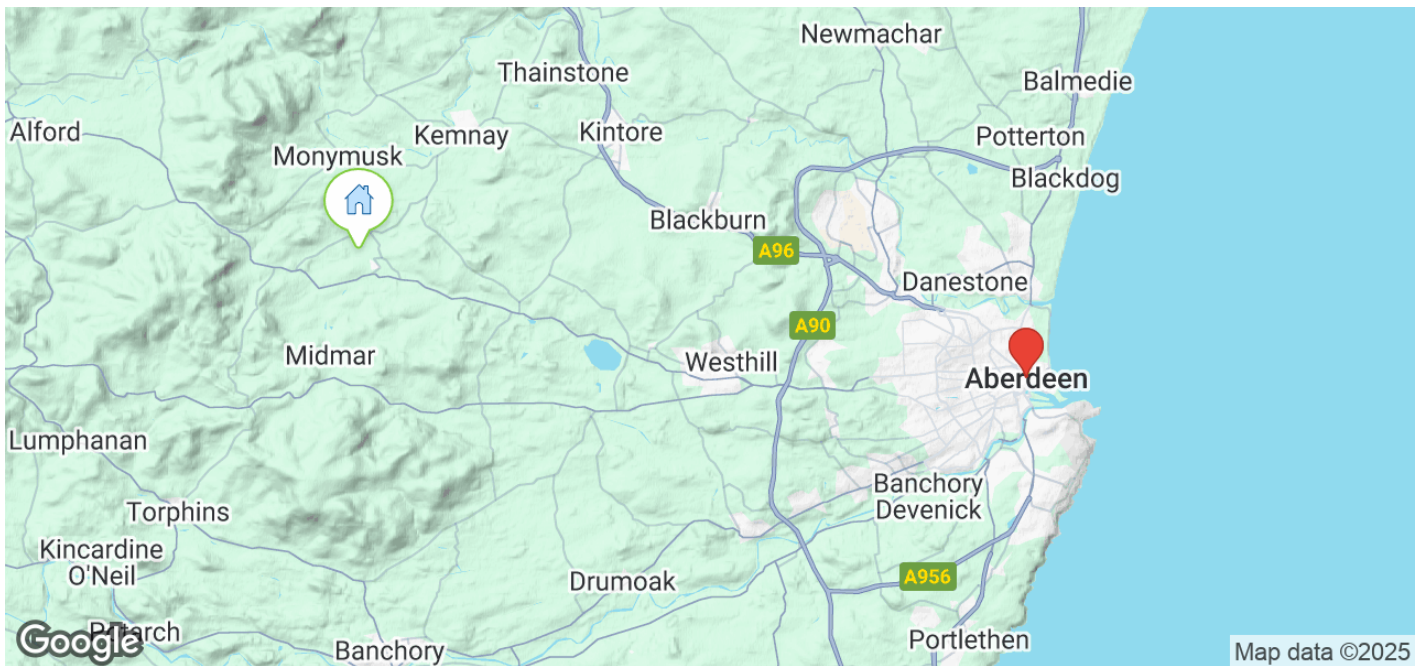 Newmachar
Thainstone
Balmedie
Alford
Kemnay
Kintore
Potterton
Monymusk
Blackdog
Blackburn
A96
Danestone
A90
Midmar
Westhill
Aberdeen
Lumphanan
Banchory
Devenick
Torphins
Kincardine
O'Neil
Drumoak
A956
Google
Potarch
Banchory
Portlethen
Map data ©2025